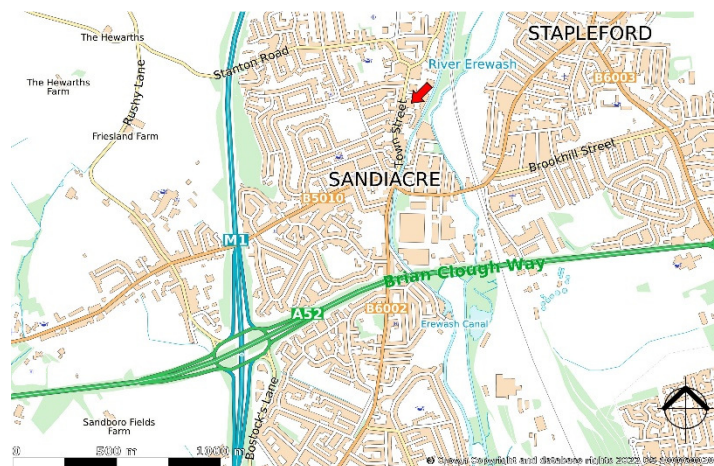 The Hewarths
STAPLEFORD
Stanton Road
River Erewash
B6003
The Hewarths
Farm
Rushy Lane
Town Street
Friesland Farm
Brookhill Street
SANDIACRE
B5010
M1
Brian Clough Way
A52
B6002
Erewash Canal
Bostock's Lane
Sandboro Fields
Farm
0 500 m 1000 m
© Crown Copyright and database rights 2022 OS